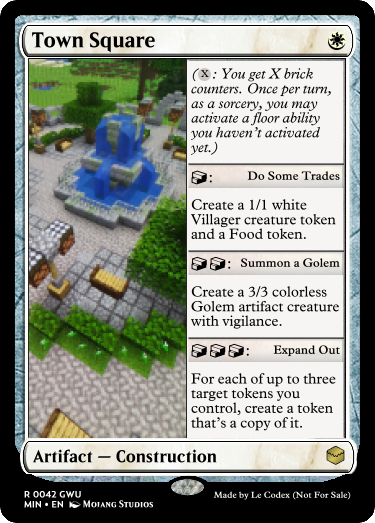 Town Square
(X: You get X brick
counters. Once per turn,
as a sorcery, you may
activate a floor ability
you haven't activated
yet.)
: Do Some Trades
Create a 1/1 white
Villager creature token
and a Food token.
: Summon a Golem
Create a 3/3 colorless
Golem artifact creature
with vigilance.
: Expand Out
For each of up to three
target tokens you
control, create a token
that's a copy of it.
Artifact — Construction
R 0042 GWU
MIN • EN Mojang Studios
Made by Le Codex (Not For Sale)